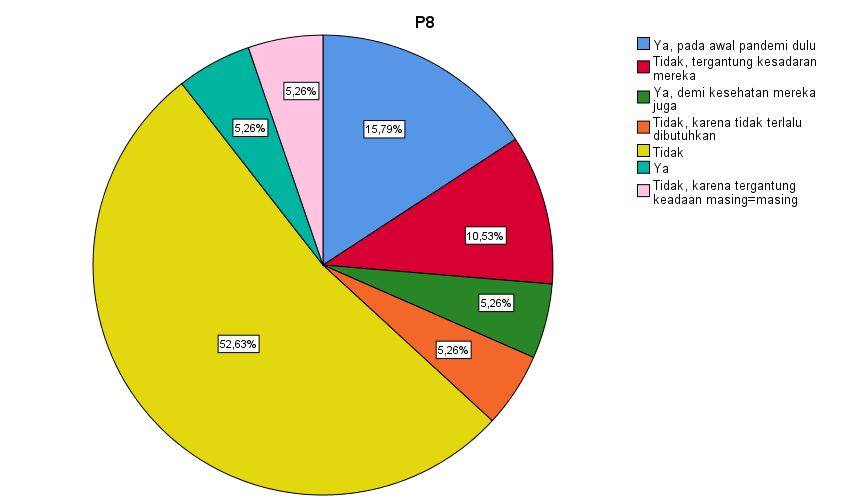 P8
Ya, pada awal pandemi dulu
Tidak, tergantung kesadaran
mereka
Ya, demi kesehatan mereka
juga
Tidak, karena tidak terlalu
dibutuhkan
Tidak
Ya
Tidak, karena tergantung
keadaan masing=masing
5,26%
5,26%
15,79%
10,53%
5,26%
5,26%
52,63%